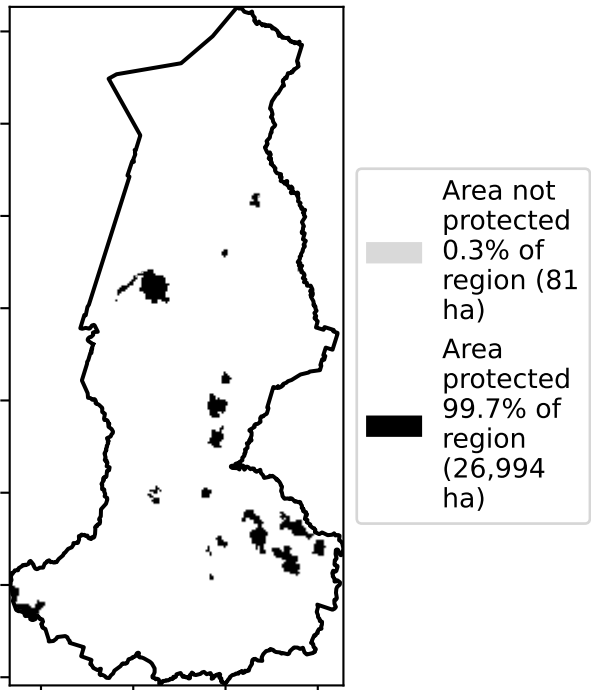 Area not
protected
0.3% of
region (81
ha)
Area
protected
99.7% of
region
(26,994
ha)